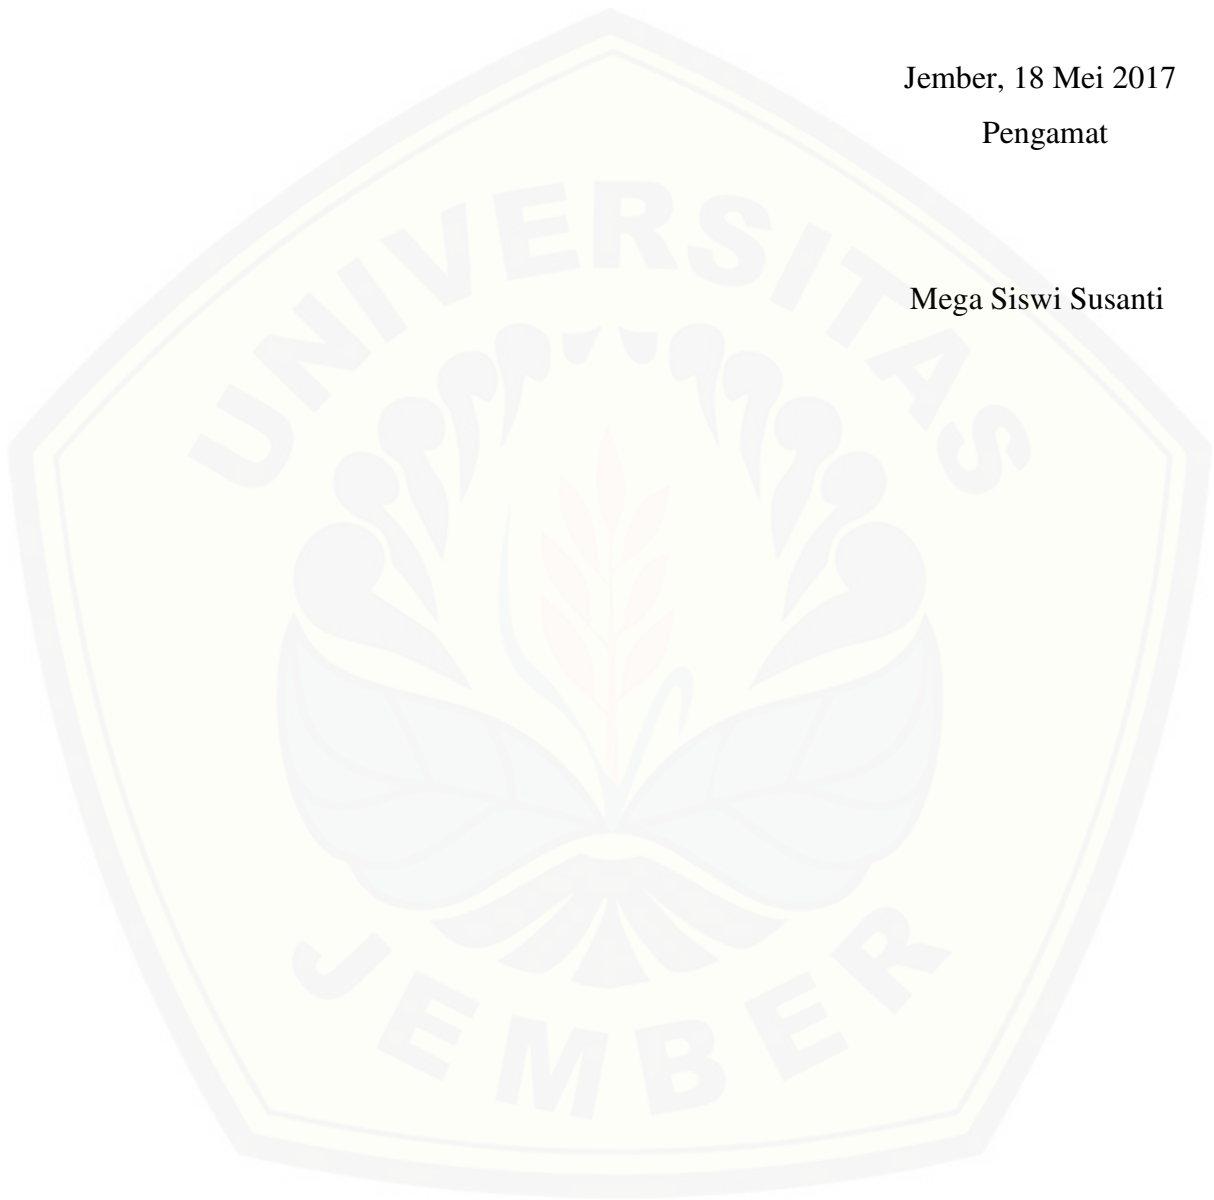 Jember, 18 Mei 2017
Pengamat
Mega Siswi Susanti
UNIVERSITAS
JEMBER